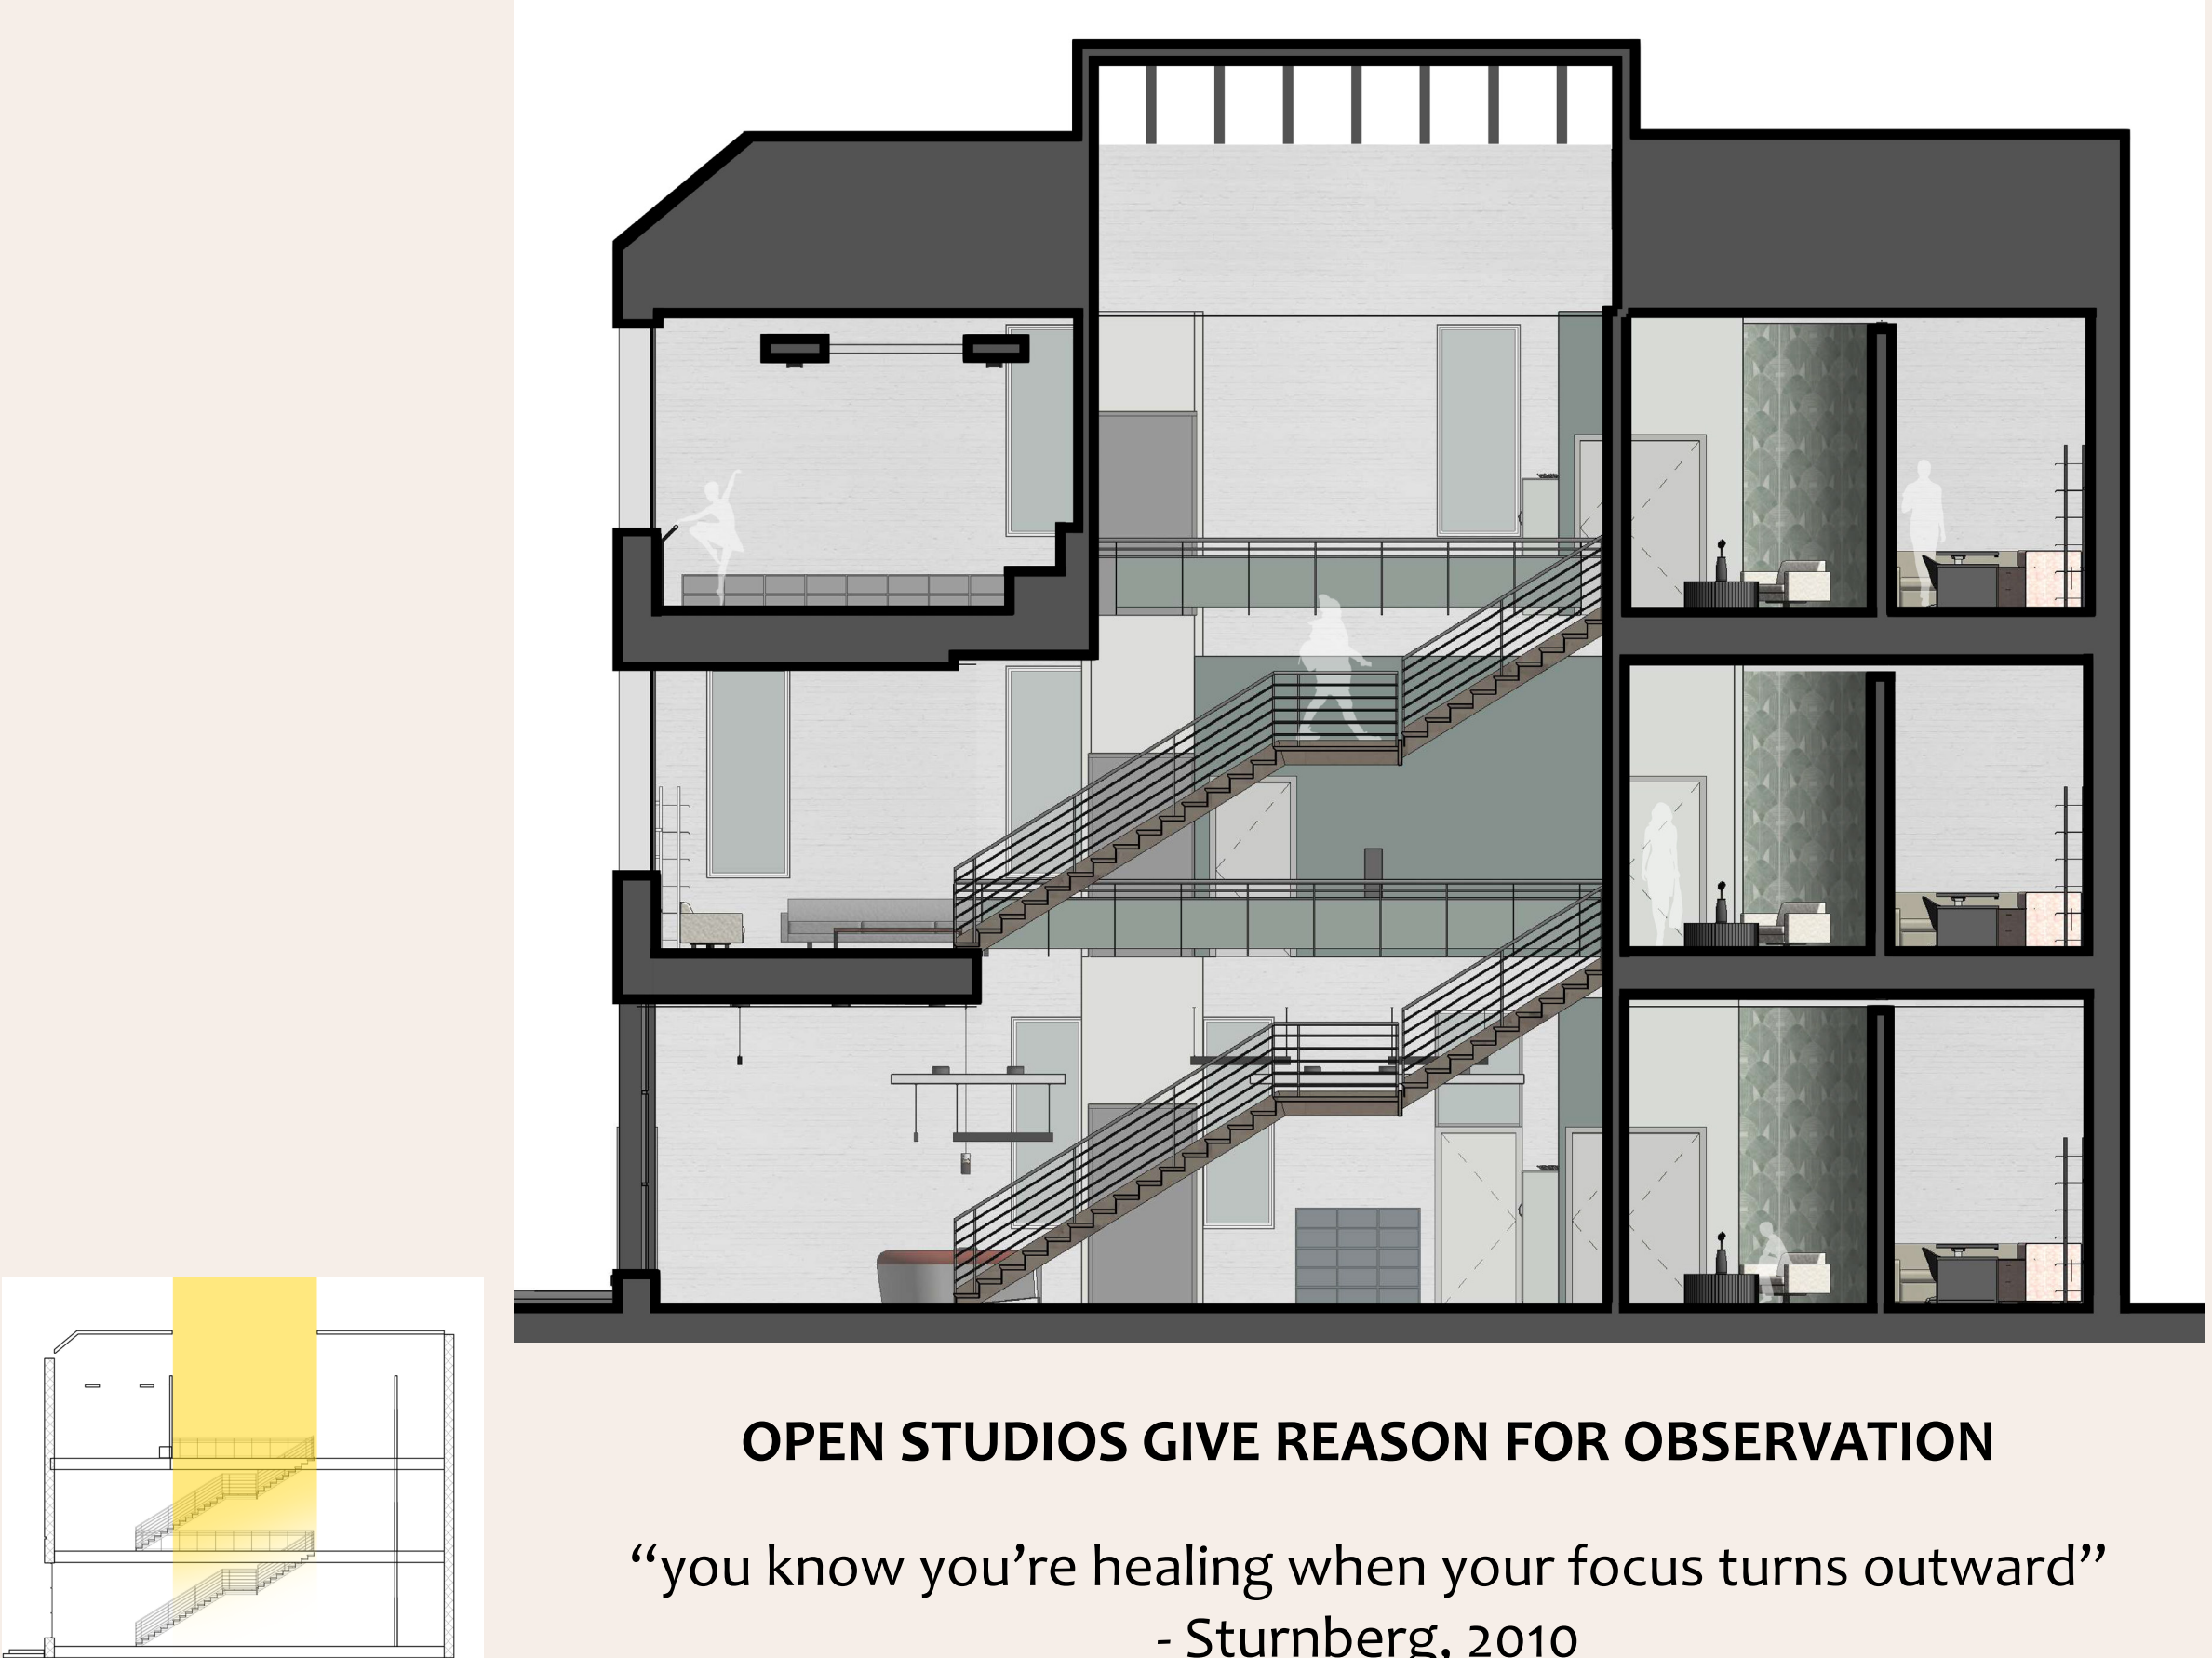 OPEN STUDIOS GIVE REASON FOR OBSERVATION
“you know you’re healing when your focus turns outward”
- Sturnberg, 2010